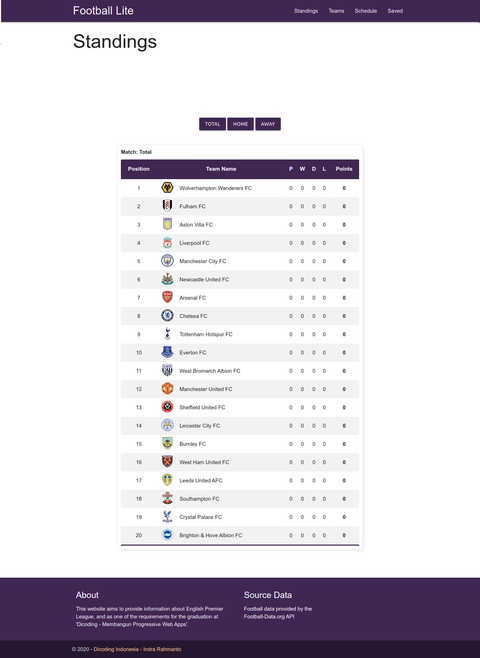 Football Lite
Standings Teams Schedule Saved
Standings
TOTAL HOME AWAY
Match: Total
Position Team Name P W D L Points
1 Wolverhampton Wanderers FC 0 0 0 0 0
2 Fulham FC 0 0 0 0 0
3 Aston Villa FC 0 0 0 0 0
4 Liverpool FC 0 0 0 0 0
5 Manchester City FC 0 0 0 0 0
6 Newcastle United FC 0 0 0 0 0
7 Arsenal FC 0 0 0 0 0
8 Chelsea FC 0 0 0 0 0
9 Tottenham Hotspur FC 0 0 0 0 0
10 Everton FC 0 0 0 0 0
11 West Bromwich Albion FC 0 0 0 0 0
12 Manchester United FC 0 0 0 0 0
13 Sheffield United FC 0 0 0 0 0
14 Leicester City FC 0 0 0 0 0
15 Burnley FC 0 0 0 0 0
16 West Ham United FC 0 0 0 0 0
17 Leeds United AFC 0 0 0 0 0
18 Southampton FC 0 0 0 0 0
19 Crystal Palace FC 0 0 0 0 0
20 Brighton & Hove Albion FC 0 0 0 0 0
About
This website aims to provide information about English Premier
League, and as one of the requirements for the graduation at
'Dicoding - Membangun Progressive Web Apps'.
Source Data
Football data provided by the
Football-Data.org API
© 2020 - Dicoding Indonesia - Indra Rahmanto